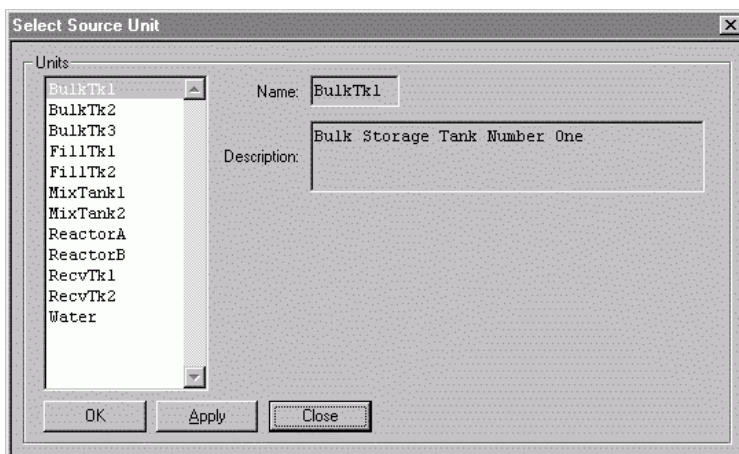 Select Source Unit
Units
BulkTk1
BulkTk2
BulkTk3
FillTk1
FillTk2
MixTank1
MixTank2
ReactorA
ReactorB
RecvTk1
RecvTk2
Water
Name: BulkTk1
Description: Bulk Storage Tank Number One
OK Apply Close